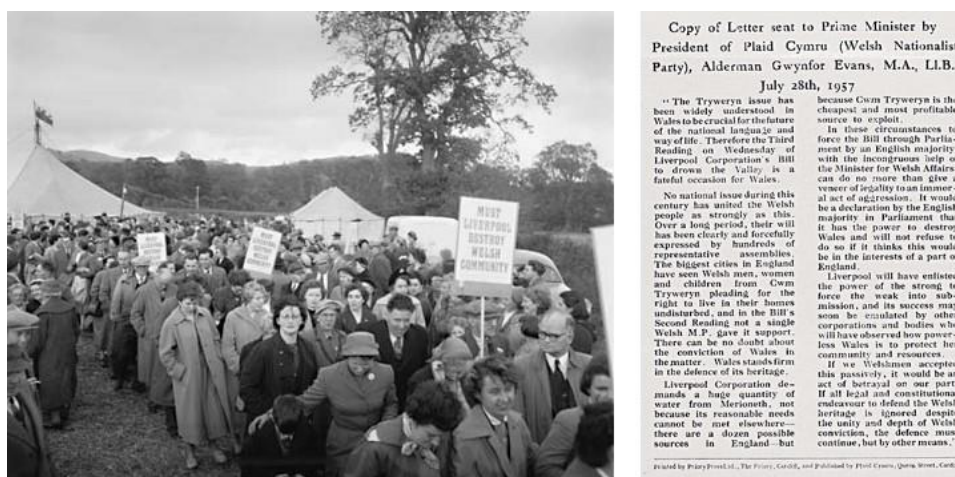 MUST
LIVERPOOL
DESTROY
WELSH
COMMUNITY
Copy of Letter sent to Prime Minister by
President of Plaid Cymru (Welsh Nationalist
Party), Alderman Gwynfor Evans, M.A., Ll.B.
July 28th, 1957
" The Tryweryn issue has
been widely understood in
Wales to be crucial for the future
of the national language and
way of life. Therefore the Third
Reading on Wednesday of
Liverpool Corporation's Bill
to drown the Valley is a
fateful occasion for Wales.
No national issue during this
century has united the Welsh
people as strongly as this.
Over a long period, their will
has been clearly and forcefully
expressed by hundreds of
representative assemblies.
The biggest cities in England
have seen Welsh men, women
and children from Cwm
Tryweryn pleading for the
right to live in their homes
undisturbed, and in the Bill's
Second Reading not a single
Welsh M.P. gave it support.
There can be no doubt about
the conviction of Wales in
the matter. Wales stands firm
in the defence of its heritage.
Liverpool Corporation de-
mands a huge quantity of
water from Merioneth, not
because its reasonable needs
cannot be met elsewhere—
there are a dozen possible
sources in England—but
because Cwm Tryweryn is the
cheapest and most profitable
source to exploit.
In these circumstances to
force the Bill through Parlia-
ment by an English majority
with the incongruous help of
the Minister for Welsh Affairs
can do no more than give a
veneer of legality to an immor-
al act of aggression. It would
be a declaration by the English
majority in Parliament that
it has the power to destroy
Wales and will not refuse to
do so if it thinks this would
be in the interests of a part of
England.
Liverpool will have enlisted
the power of the strong to
force the weak into sub-
mission, and its success may
soon be emulated by other
corporations and bodies who
will have observed how power-
less Wales is to protect her
community and resources.
If we Welshmen accepted
this passively, it would be an
act of betrayal on our part.
If all legal and constitutional
endeavour to defend the Welsh
heritage is ignored despite
the unity and depth of Welsh
conviction, the defence must
continue, but by other means."
Printed by Priory Press Ltd., The Priory, Cardiff, and Published by Plaid Cymru, Queen Street, Cardiff